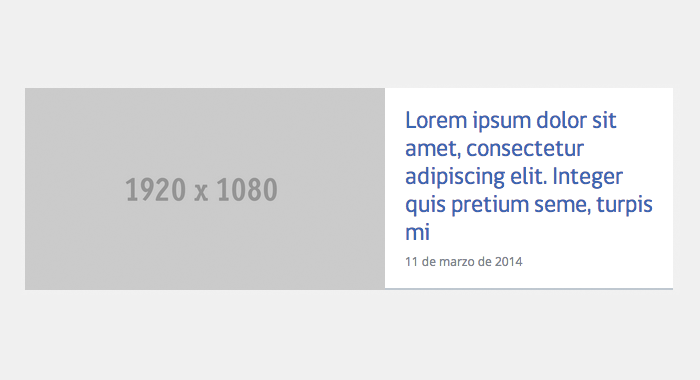 1920 x 1080
Lorem ipsum dolor sit
amet, consectetur
adipiscing elit. Integer
quis pretium seme, turpis
mi
11 de marzo de 2014